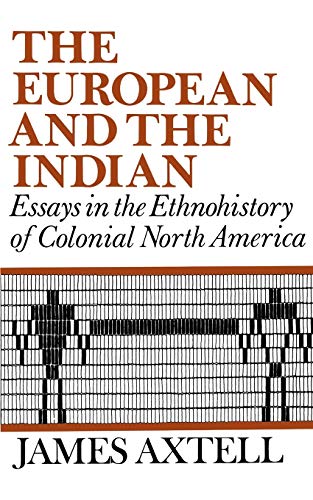 THE
EUROPEAN
AND THE
INDIAN
Essays in the Ethnohistory
of Colonial North America
JAMES AXTELL